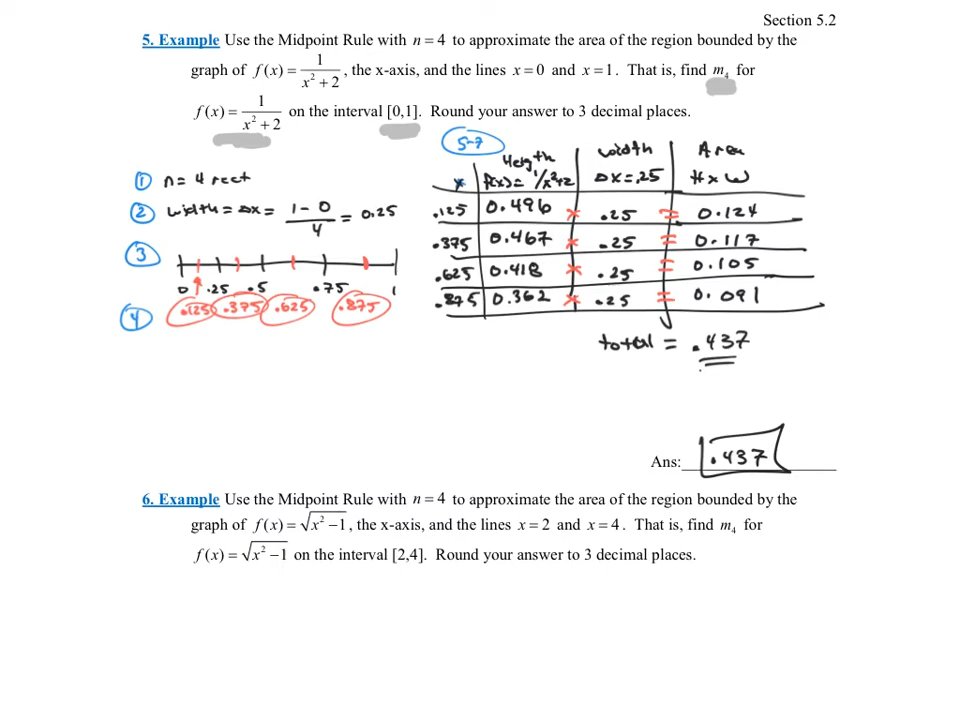 Section 5.2
5. Example Use the Midpoint Rule with n = 4 to approximate the area of the region bounded by the
graph of f(x) = 1/(x² + 2), the x-axis, and the lines x = 0 and x = 1. That is, find m₄ for
f(x) = 1/(x² + 2) on the interval [0,1]. Round your answer to 3 decimal places.
① n = 4 rect
② width = Δx = (1 - 0)/4 = 0.25
③ 0 .25 .5 .75 1
④ .125 .375 .625 .875
5-7
x | Heigth f(x) = 1/x²+2 | width Δx = .25 | Area H x W
.125 | 0.496 × .25 = 0.124
.375 | 0.467 × .25 = 0.117
.625 | 0.418 × .25 = 0.105
.875 | 0.362 × .25 = 0.091
total = .437
Ans: .437
6. Example Use the Midpoint Rule with n = 4 to approximate the area of the region bounded by the
graph of f(x) = √(x² − 1), the x-axis, and the lines x = 2 and x = 4. That is, find m₄ for
f(x) = √(x² − 1) on the interval [2,4]. Round your answer to 3 decimal places.